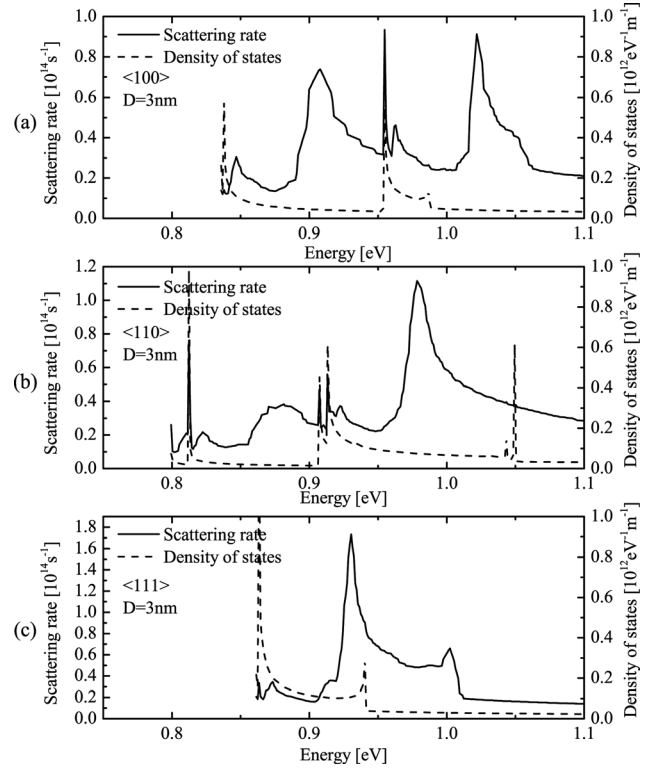 (a)
Scattering rate [10¹⁴s⁻¹]
1.0
0.8
0.6
0.4
0.2
0.0
Scattering rate
Density of states
<100>
D=3nm
1.0
0.8
0.6
0.4
0.2
0.0
Density of states [10¹²eV⁻¹m⁻¹]
0.8 0.9 1.0 1.1
Energy [eV]
(b)
Scattering rate [10¹⁴s⁻¹]
1.2
1.0
0.8
0.6
0.4
0.2
0.0
Scattering rate
Density of states
<110>
D=3nm
1.0
0.8
0.6
0.4
0.2
0.0
Density of states [10¹²eV⁻¹m⁻¹]
0.8 0.9 1.0 1.1
Energy [eV]
(c)
Scattering rate [10¹⁴s⁻¹]
1.8
1.6
1.4
1.2
1.0
0.8
0.6
0.4
0.2
0.0
Scattering rate
Density of states
<111>
D=3nm
1.0
0.8
0.6
0.4
0.2
0.0
Density of states [10¹²eV⁻¹m⁻¹]
0.8 0.9 1.0 1.1
Energy [eV]